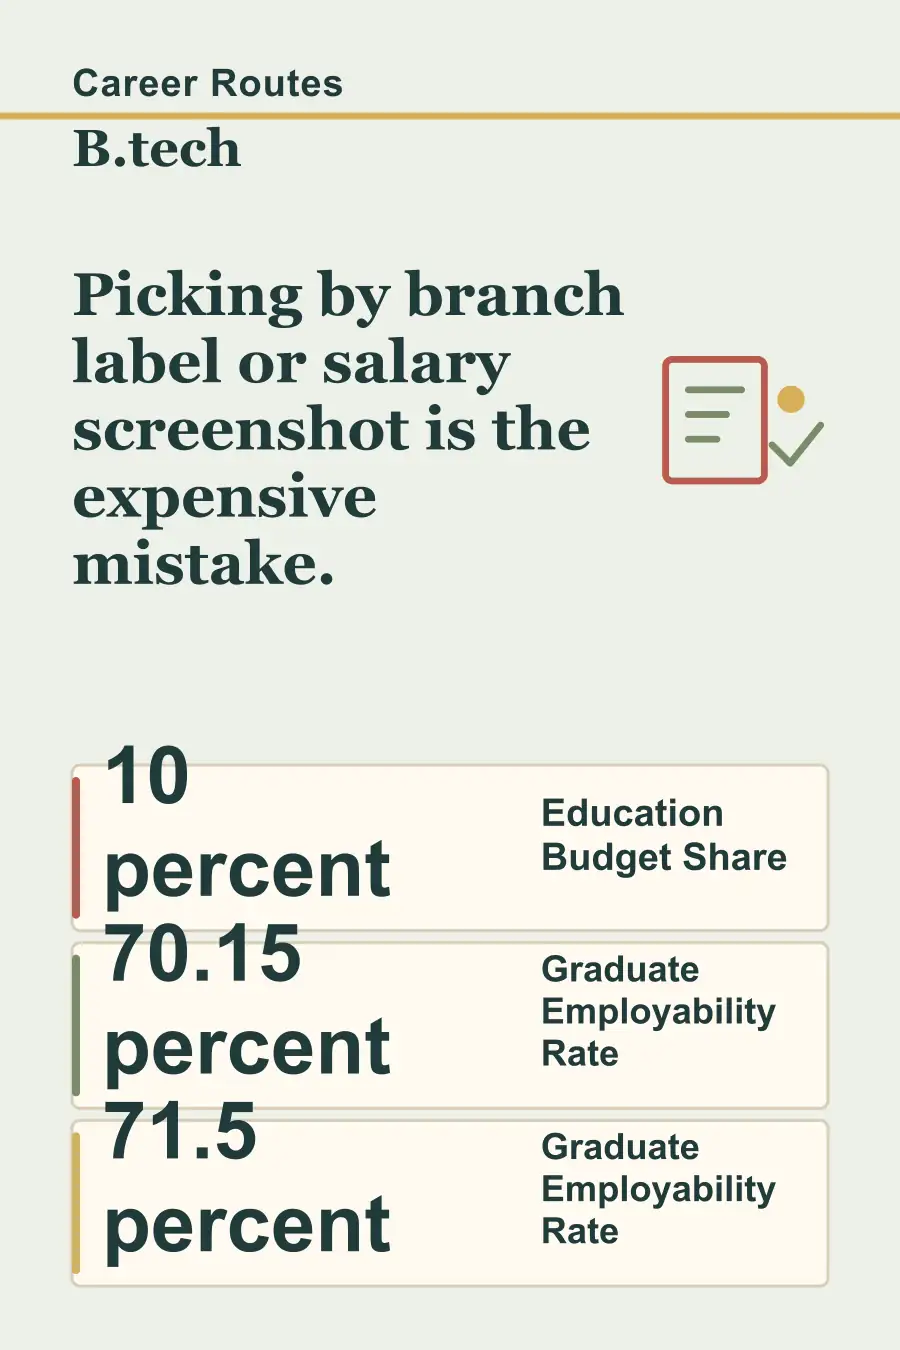 Career Routes
B.tech
Picking by branch
label or salary
screenshot is the
expensive
mistake.
10
percent
Education
Budget Share
70.15
percent
Graduate
Employability
Rate
71.5
percent
Graduate
Employability
Rate